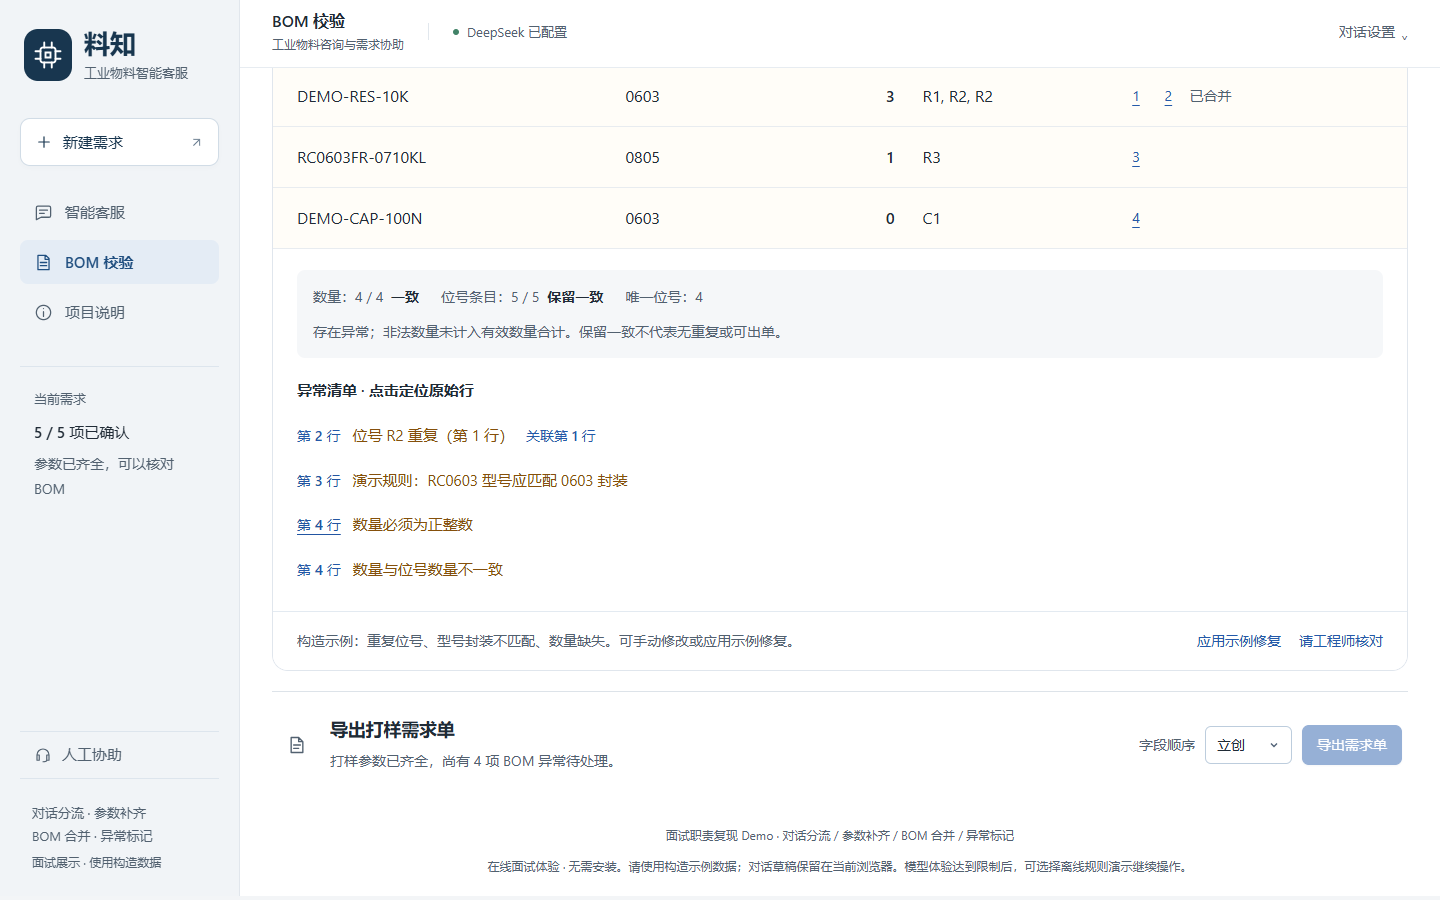 料知
工业物料智能客服
新建需求
智能客服
BOM 校验
项目说明
当前需求
5 / 5 项已确认
参数已齐全，可以核对
BOM
人工协助
对话分流 · 参数补齐
BOM 合并 · 异常标记
面试展示 · 使用构造数据
BOM 校验
工业物料咨询与需求协助
DeepSeek 已配置
对话设置
DEMO-RES-10K 0603 3 R1, R2, R2 1 2 已合并
RC0603FR-0710KL 0805 1 R3 3
DEMO-CAP-100N 0603 0 C1 4
数量：4 / 4 一致 位号条目：5 / 5 保留一致 唯一位号：4
存在异常；非法数量未计入有效数量合计。保留一致不代表无重复或可出单。
异常清单 · 点击定位原始行
第 2 行 位号 R2 重复（第 1 行） 关联第 1 行
第 3 行 演示规则：RC0603 型号应匹配 0603 封装
第 4 行 数量必须为正整数
第 4 行 数量与位号数量不一致
构造示例：重复位号、型号封装不匹配、数量缺失。可手动修改或应用示例修复。 应用示例修复 请工程师核对
导出打样需求单
打样参数已齐全，尚有 4 项 BOM 异常待处理。
字段顺序 立创 导出需求单
面试职责复现 Demo · 对话分流 / 参数补齐 / BOM 合并 / 异常标记
在线面试体验 · 无需安装。请使用构造示例数据；对话草稿保留在当前浏览器。模型体验达到限制后，可选择离线规则演示继续操作。